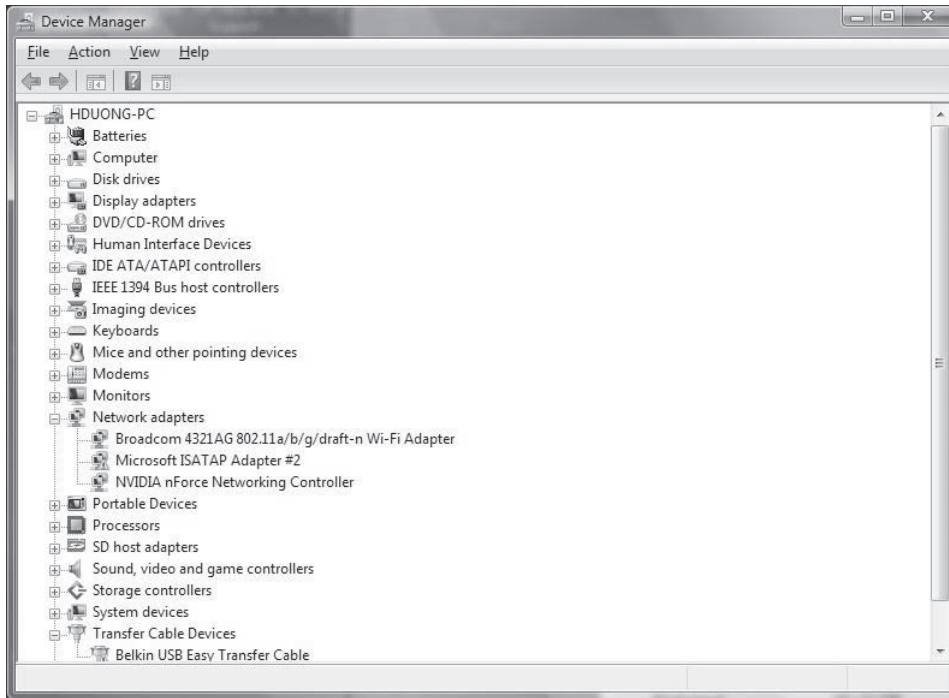 Device Manager
File Action View Help
HDUONG-PC
Batteries
Computer
Disk drives
Display adapters
DVD/CD-ROM drives
Human Interface Devices
IDE ATA/ATAPI controllers
IEEE 1394 Bus host controllers
Imaging devices
Keyboards
Mice and other pointing devices
Modems
Monitors
Network adapters
Broadcom 4321AG 802.11a/b/g/draft-n Wi-Fi Adapter
Microsoft ISATAP Adapter #2
NVIDIA nForce Networking Controller
Portable Devices
Processors
SD host adapters
Sound, video and game controllers
Storage controllers
System devices
Transfer Cable Devices
Belkin USB Easy Transfer Cable